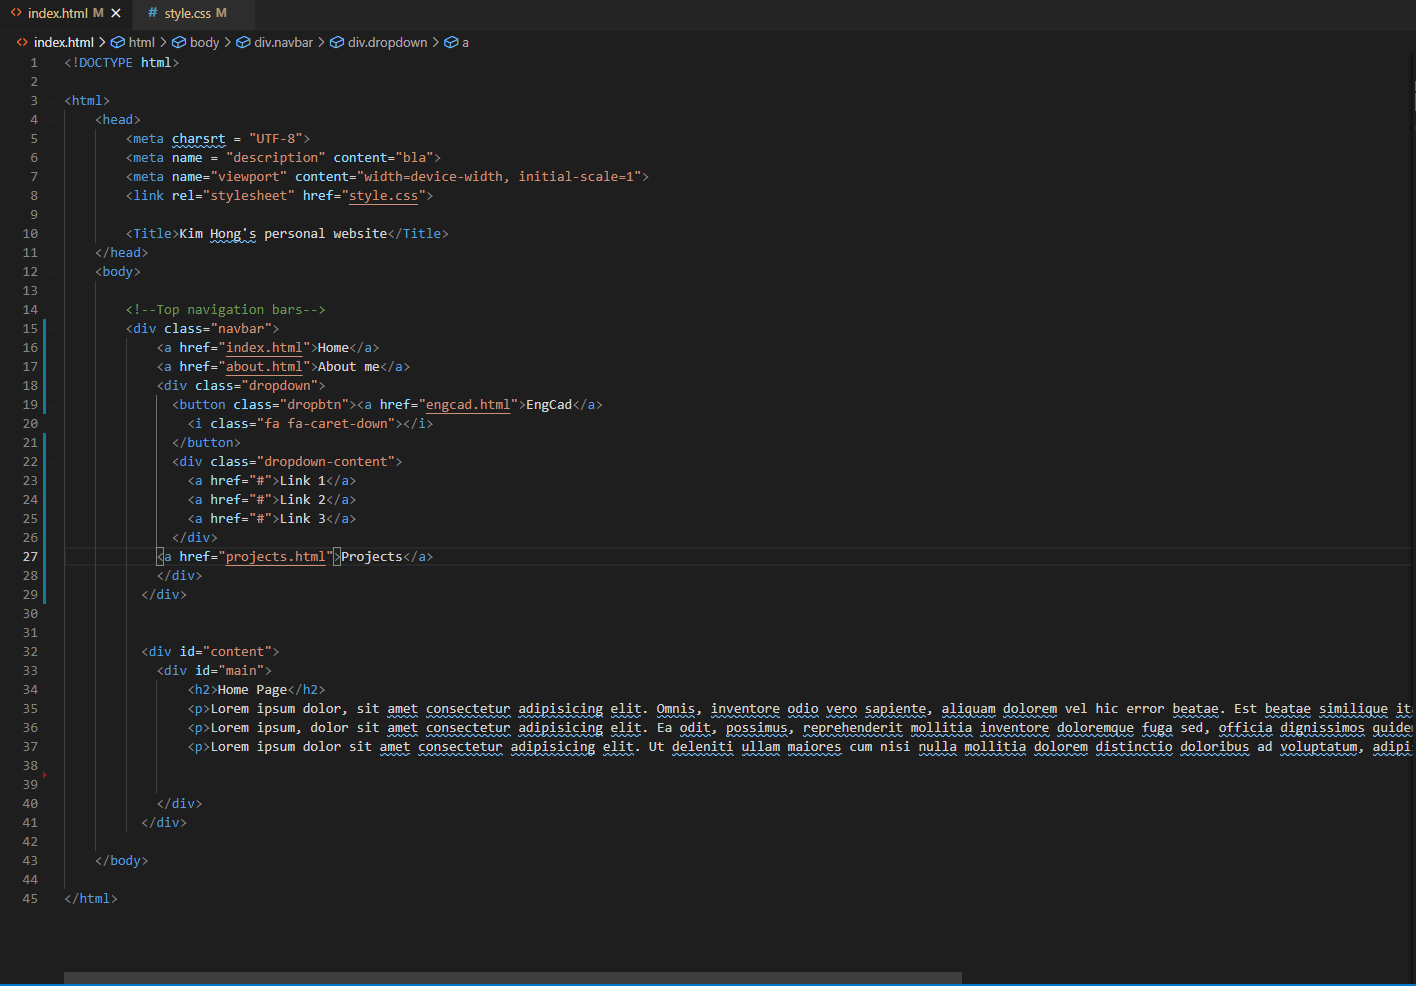 index.html M
# style.css M
index.html > html > body > div.navbar > div.dropdown > a
1 <!DOCTYPE html>
2
3 <html>
4 <head>
5 <meta charsrt = "UTF-8">
6 <meta name = "description" content="bla">
7 <meta name="viewport" content="width=device-width, initial-scale=1">
8 <link rel="stylesheet" href="style.css">
9
10 <Title>Kim Hong's personal website</Title>
11 </head>
12 <body>
13
14 <!--Top navigation bars-->
15 <div class="navbar">
16 <a href="index.html">Home</a>
17 <a href="about.html">About me</a>
18 <div class="dropdown">
19 <button class="dropbtn"><a href="engcad.html">EngCad</a>
20 <i class="fa fa-caret-down"></i>
21 </button>
22 <div class="dropdown-content">
23 <a href="#">Link 1</a>
24 <a href="#">Link 2</a>
25 <a href="#">Link 3</a>
26 </div>
27 <a href="projects.html">Projects</a>
28 </div>
29 </div>
30
31
32 <div id="content">
33 <div id="main">
34 <h2>Home Page</h2>
35 <p>Lorem ipsum dolor, sit amet consectetur adipisicing elit. Omnis, inventore odio vero sapiente, aliquam dolorem vel hic error beatae. Est beatae similique it
36 <p>Lorem ipsum, dolor sit amet consectetur adipisicing elit. Ea odit, possimus, reprehenderit mollitia inventore doloremque fuga sed, officia dignissimos quide
37 <p>Lorem ipsum dolor sit amet consectetur adipisicing elit. Ut deleniti ullam maiores cum nisi nulla mollitia dolorem distinctio doloribus ad voluptatum, adipi
38
39
40 </div>
41 </div>
42
43 </body>
44
45 </html>